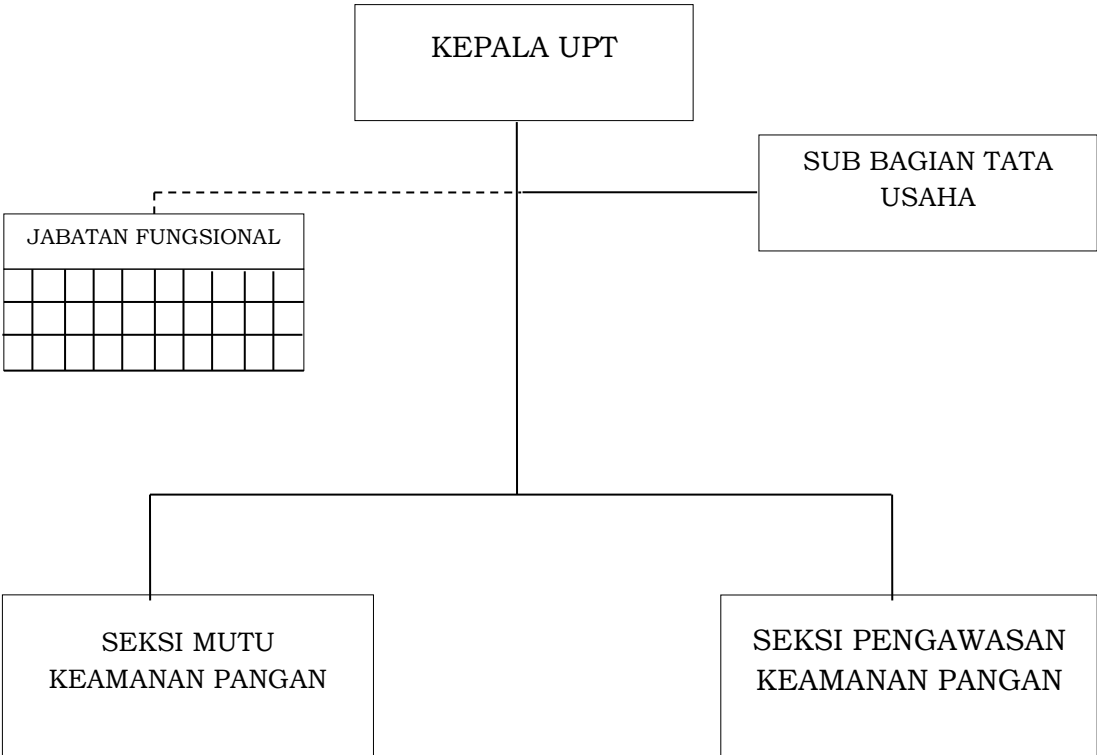 KEPALA UPT
SUB BAGIAN TATA
USAHA
JABATAN FUNGSIONAL
SEKSI MUTU
KEAMANAN PANGAN
SEKSI PENGAWASAN
KEAMANAN PANGAN